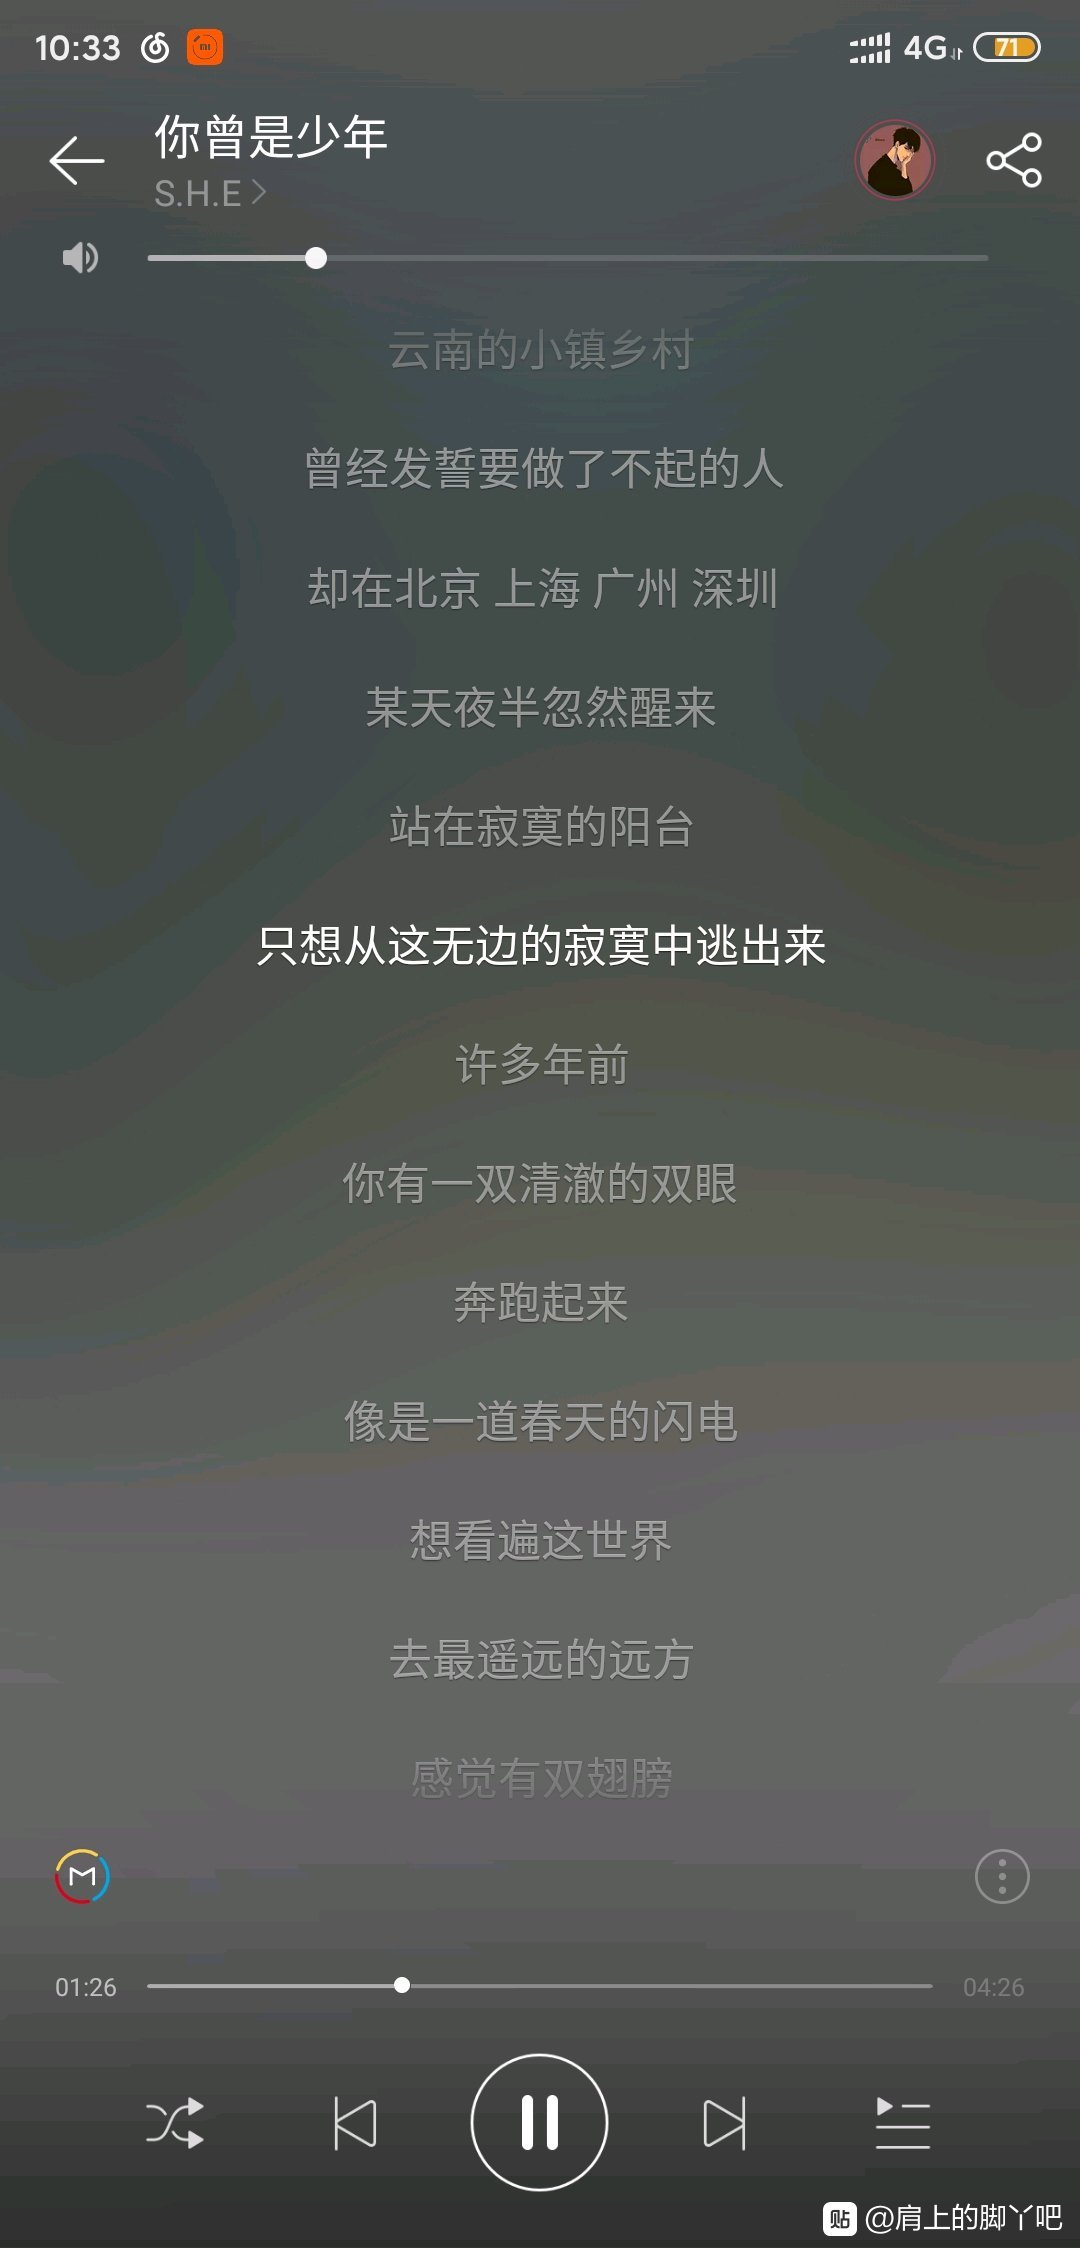 10:33
4G
71
你曾是少年
S.H.E
云南的小镇乡村
曾经发誓要做了不起的人
却在北京 上海 广州 深圳
某天夜半忽然醒来
站在寂寞的阳台
只想从这无边的寂寞中逃出来
许多年前
你有一双清澈的双眼
奔跑起来
像是一道春天的闪电
想看遍这世界
去最遥远的远方
感觉有双翅膀
M
01:26
04:26
贴 @肩上的脚丫吧